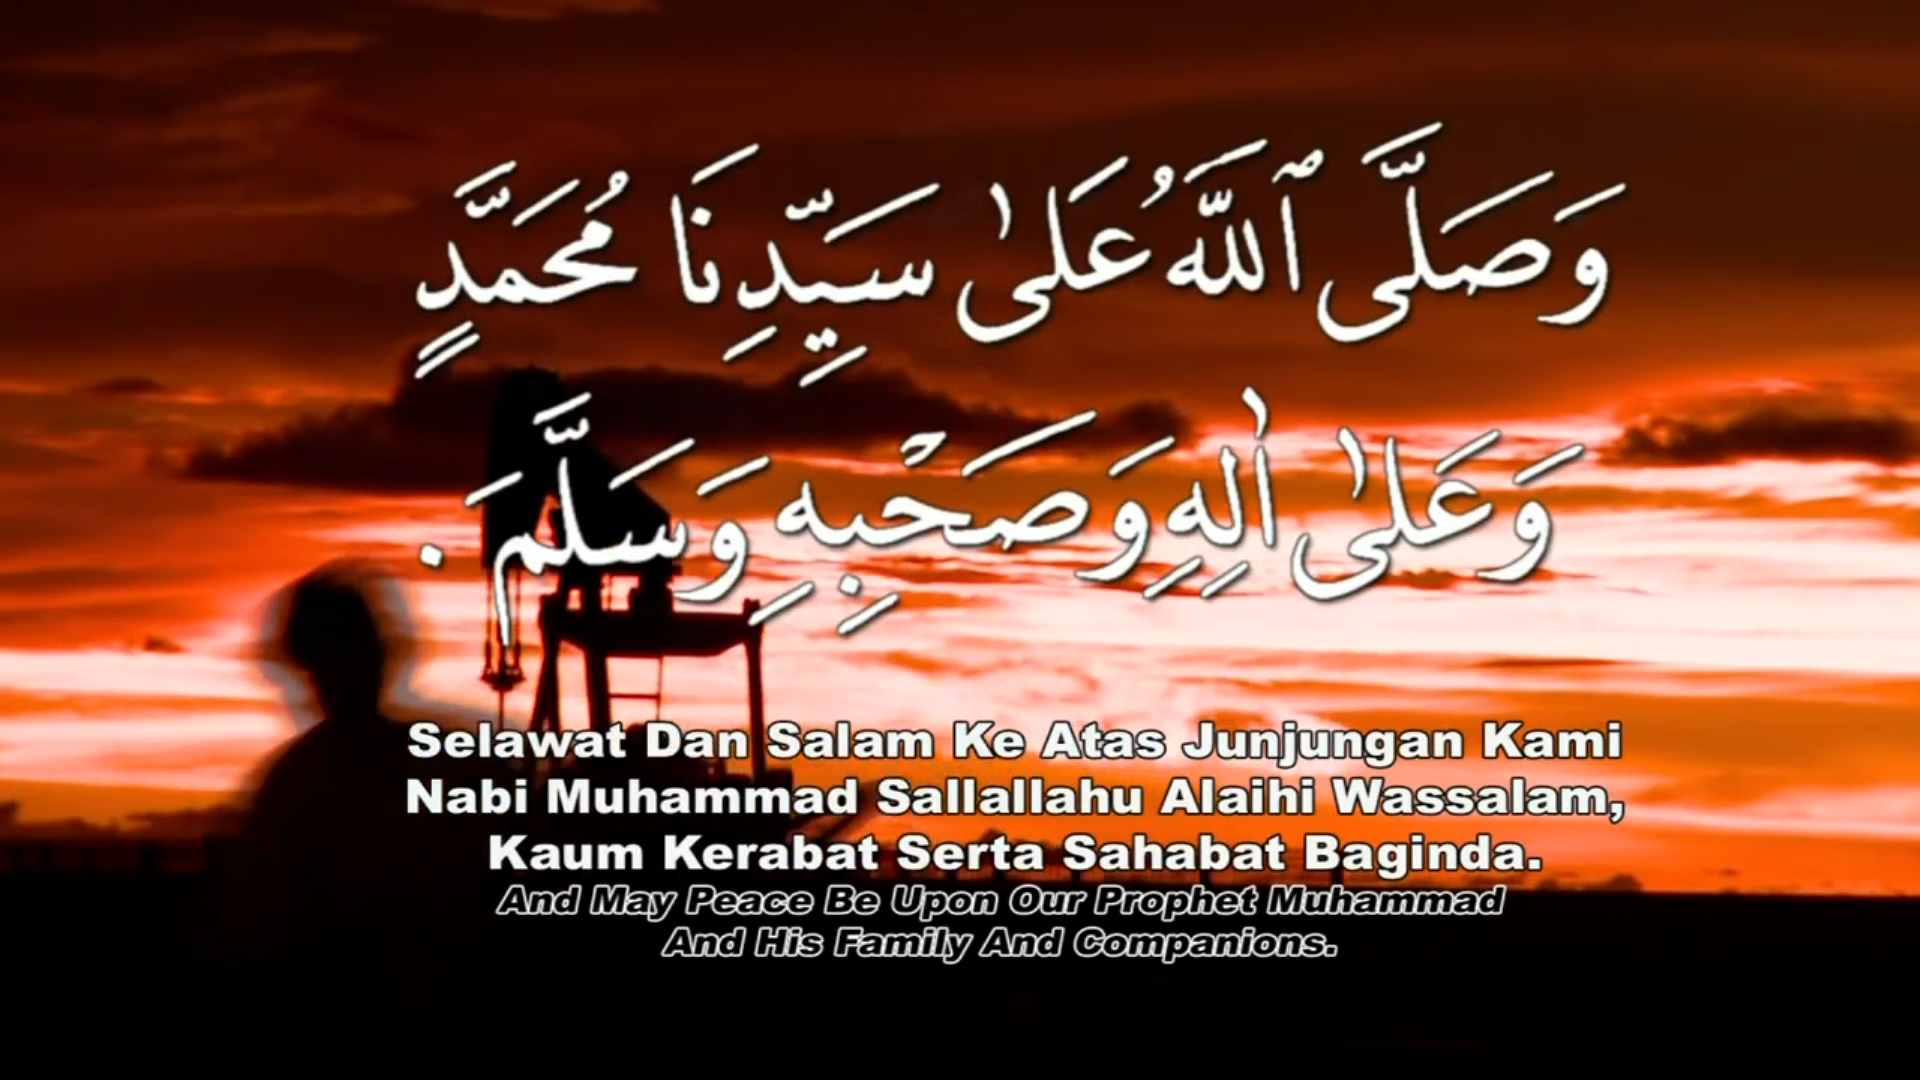 وَصَلَّى ٱللَّهُ عَلَىٰ سَيِّدِنَا مُحَمَّدٍ
وَعَلَىٰ اٰلِهِ وَصَحْبِهِ وَسَلَّمَ .
Selawat Dan Salam Ke Atas Junjungan Kami
Nabi Muhammad Sallallahu Alaihi Wassalam,
Kaum Kerabat Serta Sahabat Baginda.
And May Peace Be Upon Our Prophet Muhammad
And His Family And Companions.